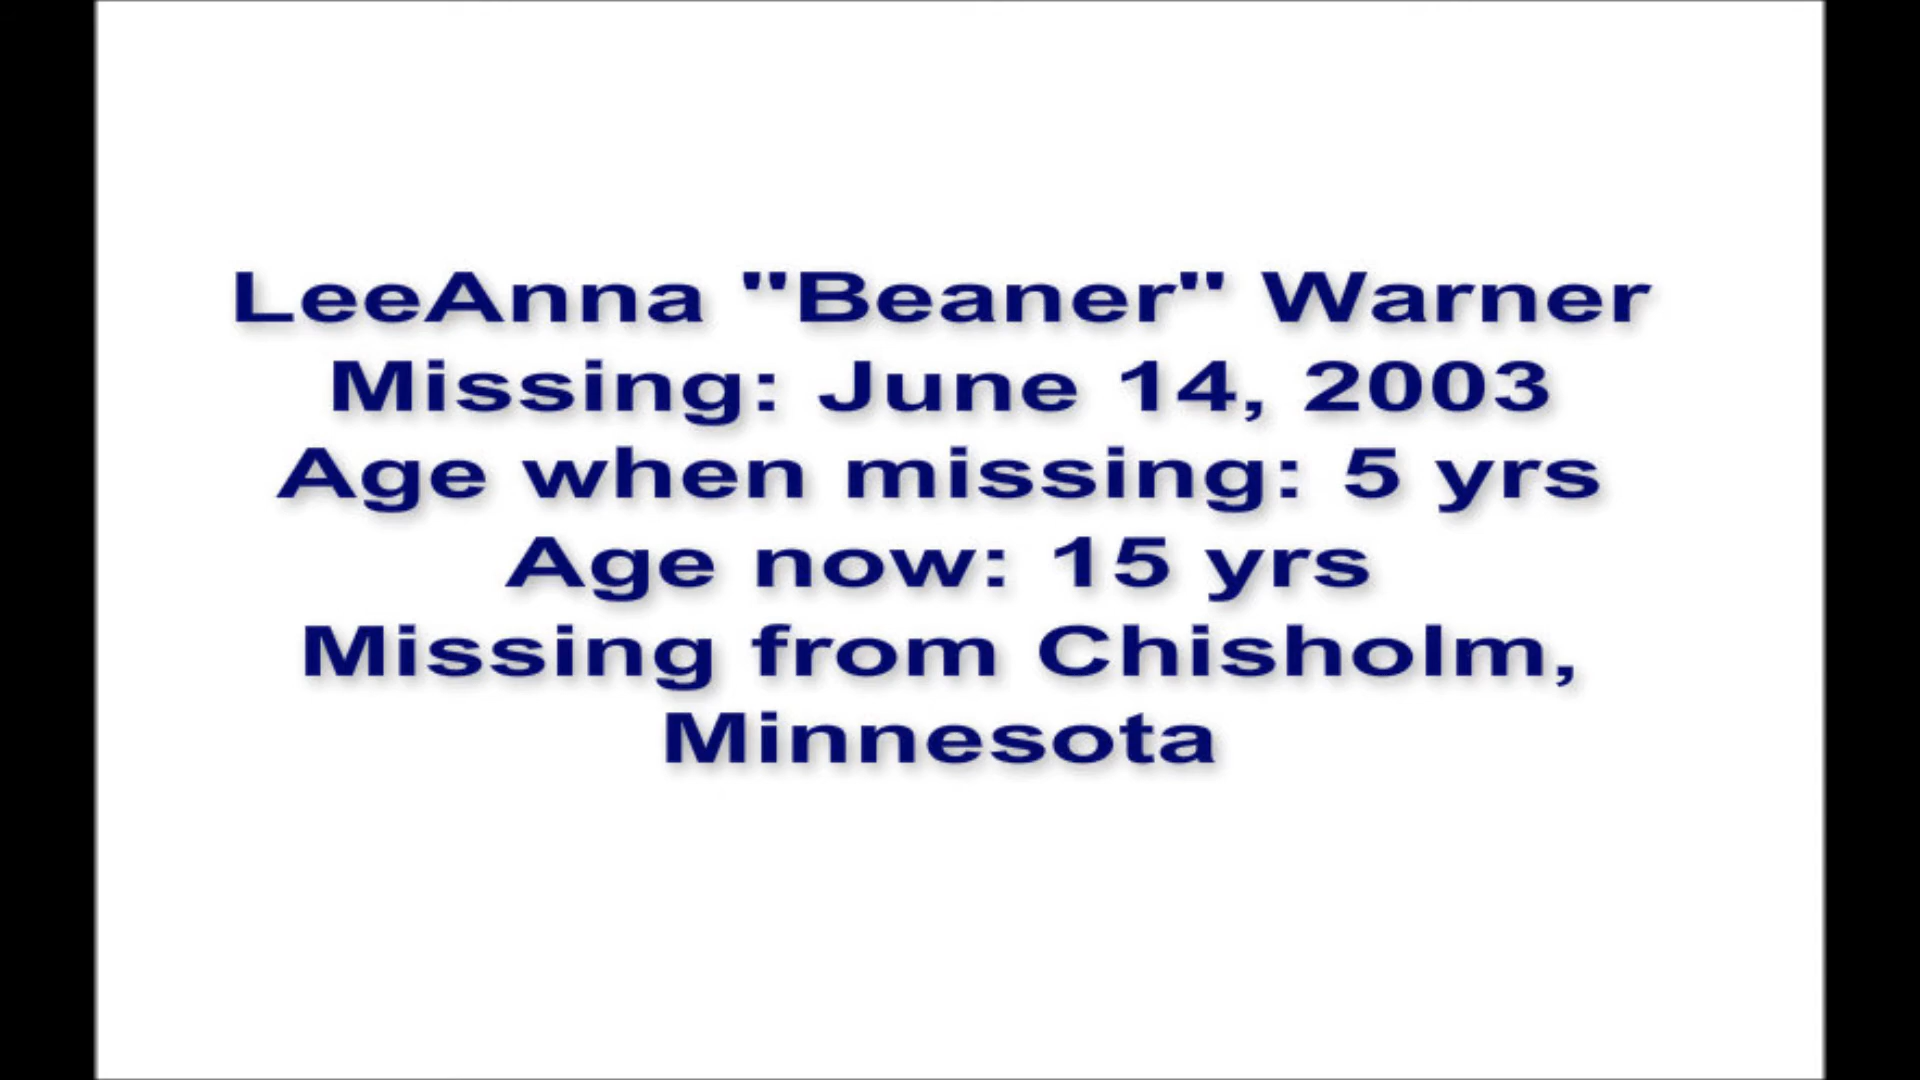 LeeAnna "Beaner" Warner
Missing: June 14, 2003
Age when missing: 5 yrs
Age now: 15 yrs
Missing from Chisholm,
Minnesota